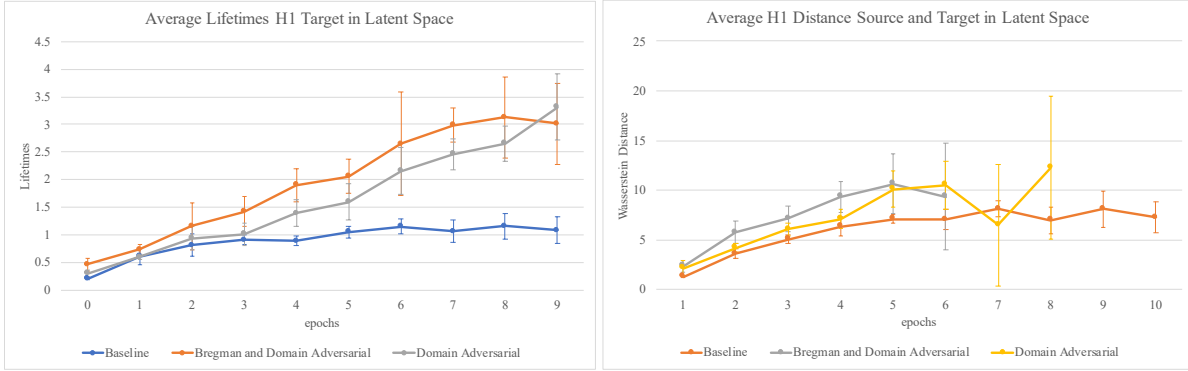 Average Lifetimes H1 Target in Latent Space
4.5
4
3.5
3
2.5
2
1.5
1
0.5
0
Lifetimes
0 1 2 3 4 5 6 7 8 9
epochs
Baseline Bregman and Domain Adversarial Domain Adversarial
Average H1 Distance Source and Target in Latent Space
25
20
15
10
5
0
Wasserstein Distance
1 2 3 4 5 6 7 8 9 10
epochs
Baseline Bregman and Domain Adversarial Domain Adversarial